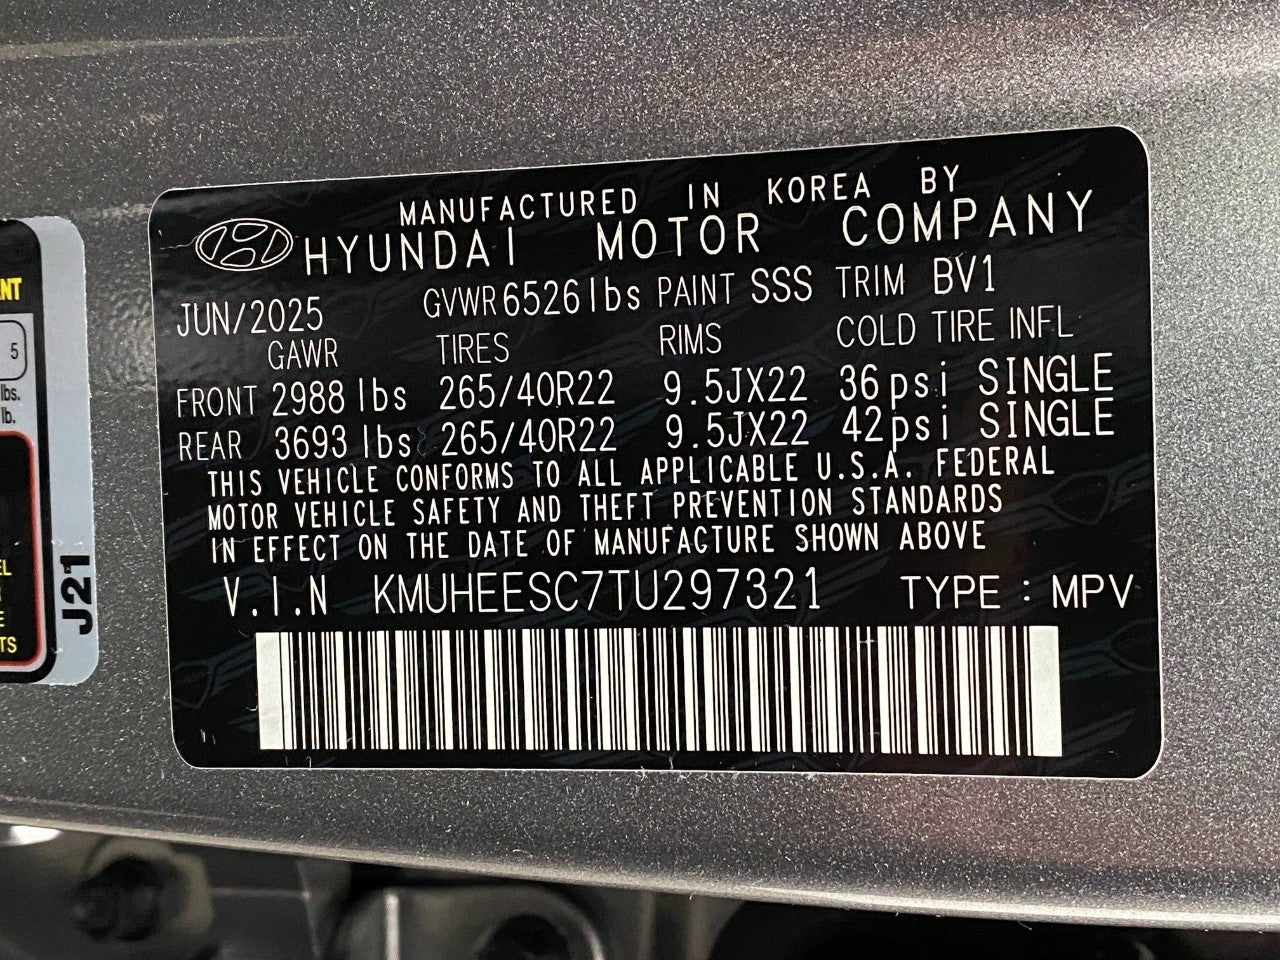 MANUFACTURED IN KOREA BY
HYUNDAI MOTOR COMPANY
JUN/2025 GVWR 6526lbs PAINT SSS TRIM BV1
GAWR TIRES RIMS COLD TIRE INFL
FRONT 2988 lbs 265/40R22 9.5JX22 36psi SINGLE
REAR 3693 lbs 265/40R22 9.5JX22 42psi SINGLE
THIS VEHICLE CONFORMS TO ALL APPLICABLE U.S.A. FEDERAL
MOTOR VEHICLE SAFETY AND THEFT PREVENTION STANDARDS
IN EFFECT ON THE DATE OF MANUFACTURE SHOWN ABOVE
V.I.N KMUHEESC7TU297321 TYPE : MPV
5
lbs.
lb.
J21